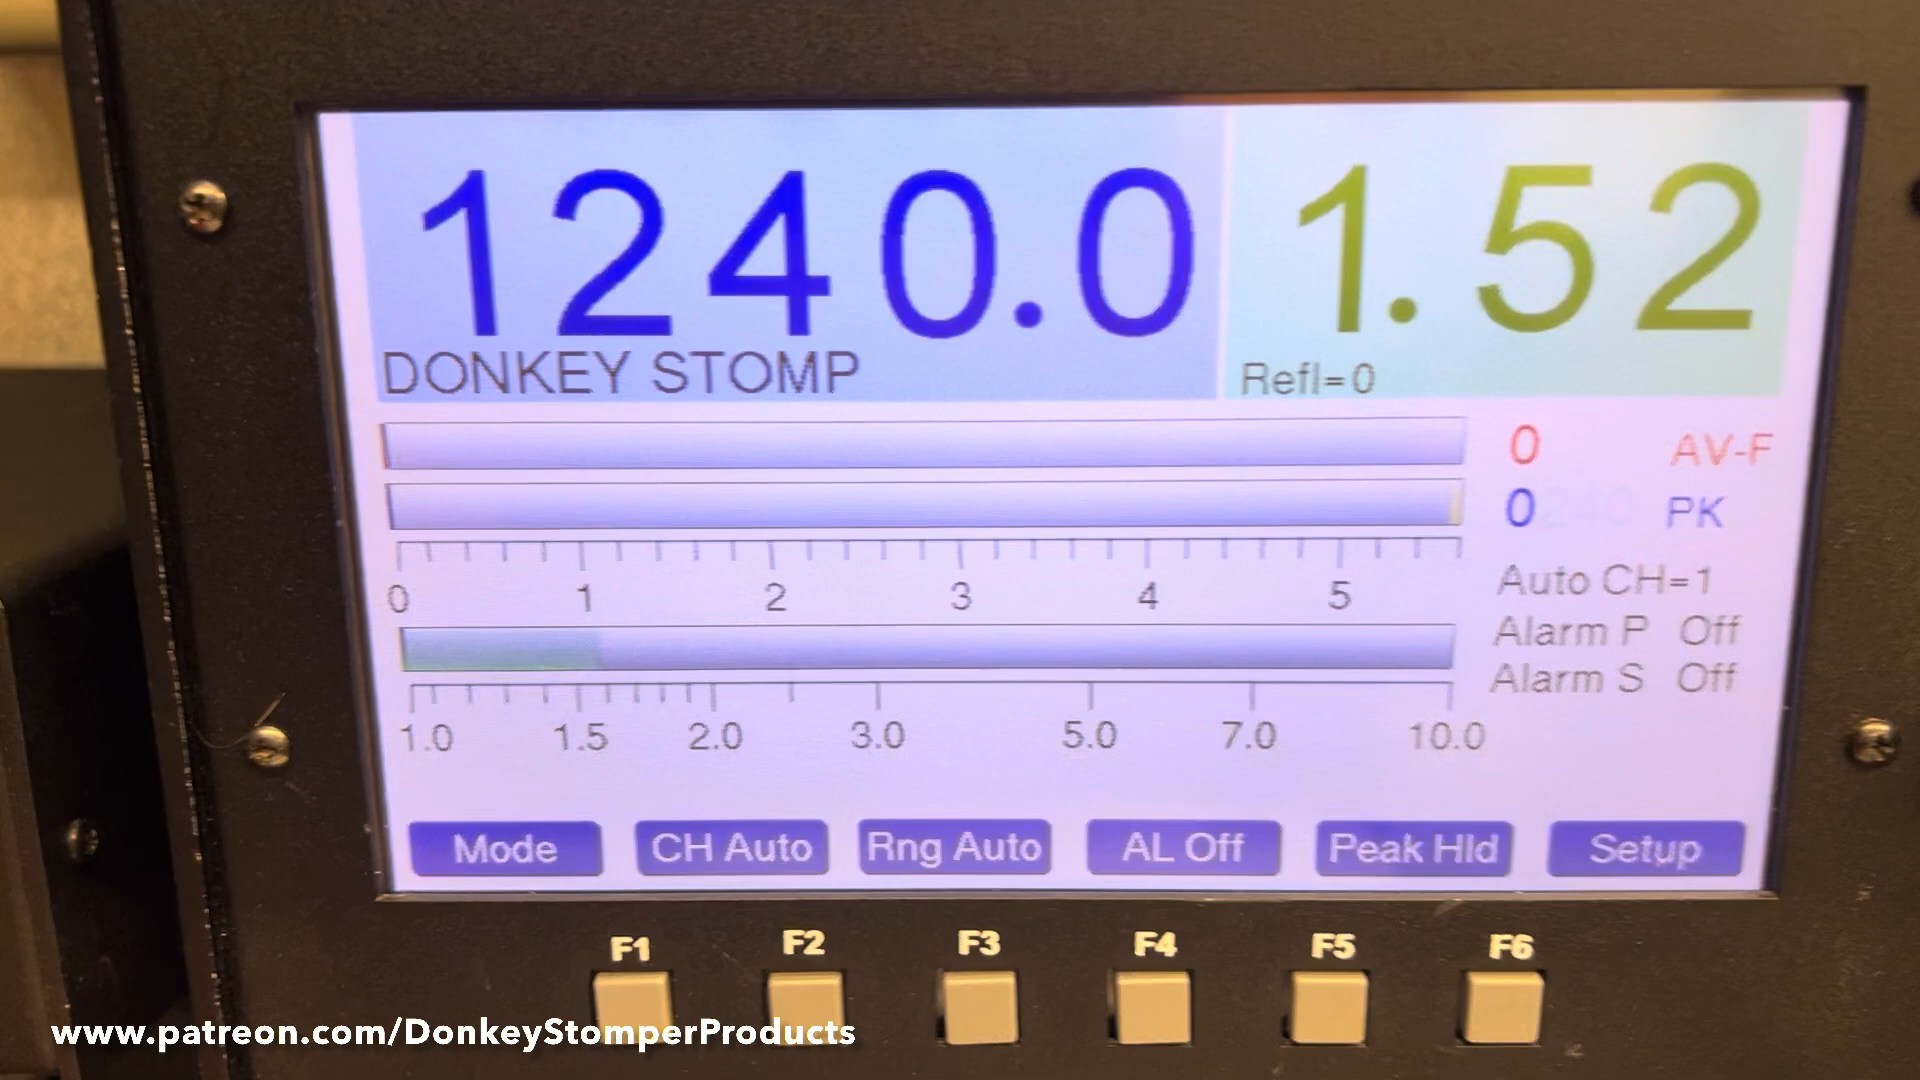 1240.0 1.52
DONKEY STOMP Refl=0
0 AV-F
0 PK
0 1 2 3 4 5
Auto CH=1
Alarm P Off
Alarm S Off
1.0 1.5 2.0 3.0 5.0 7.0 10.0
Mode CH Auto Rng Auto AL Off Peak Hld Setup
F1 F2 F3 F4 F5 F6
www.patreon.com/DonkeyStomperProducts